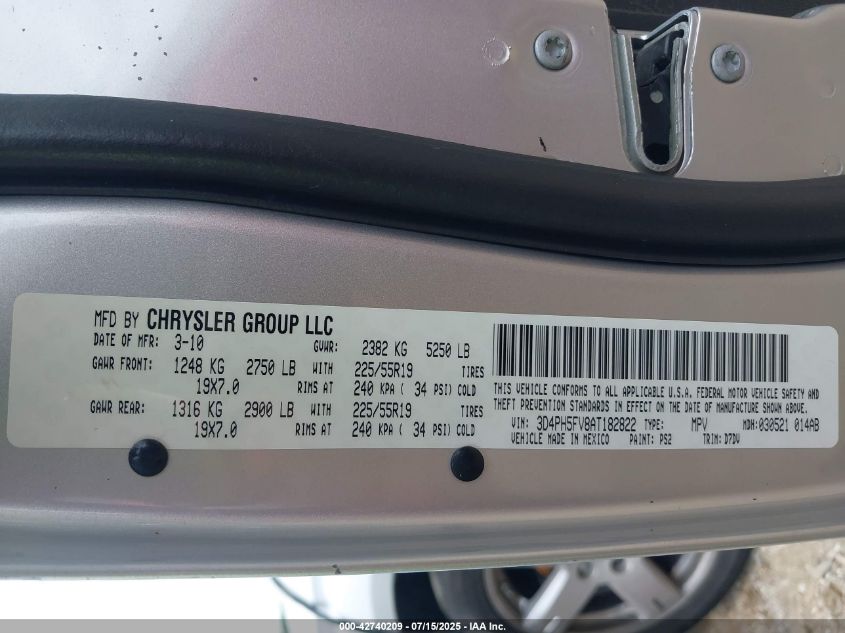 MFD BY CHRYSLER GROUP LLC
DATE OF MFR: 3-10 GVWR: 2382 KG 5250 LB
GAWR FRONT: 1248 KG 2750 LB WITH 225/55R19 TIRES
19X7.0 RIMS AT 240 KPA ( 34 PSI) COLD
GAWR REAR: 1316 KG 2900 LB WITH 225/55R19 TIRES
19X7.0 RIMS AT 240 KPA ( 34 PSI) COLD
THIS VEHICLE CONFORMS TO ALL APPLICABLE U.S.A. FEDERAL MOTOR VEHICLE SAFETY AND
THEFT PREVENTION STANDARDS IN EFFECT ON THE DATE OF MANUFACTURE SHOWN ABOVE.
VIN: 3D4PH5FV8AT182822 TYPE: MPV MDH:030521 014AB
VEHICLE MADE IN MEXICO PAINT: PS2 TRIM: D7DV
000-42740209 - 07/15/2025 - IAA Inc.